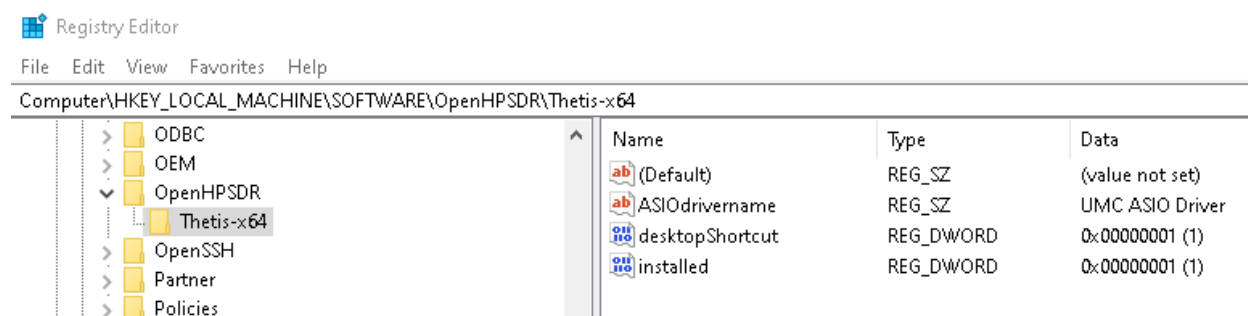 Registry Editor
File Edit View Favorites Help
Computer\HKEY_LOCAL_MACHINE\SOFTWARE\OpenHPSDR\Thetis-x64
ODBC
OEM
OpenHPSDR
Thetis-x64
OpenSSH
Partner
Policies
Name Type Data
(Default) REG_SZ (value not set)
ASIOdrivername REG_SZ UMC ASIO Driver
desktopShortcut REG_DWORD 0x00000001 (1)
installed REG_DWORD 0x00000001 (1)